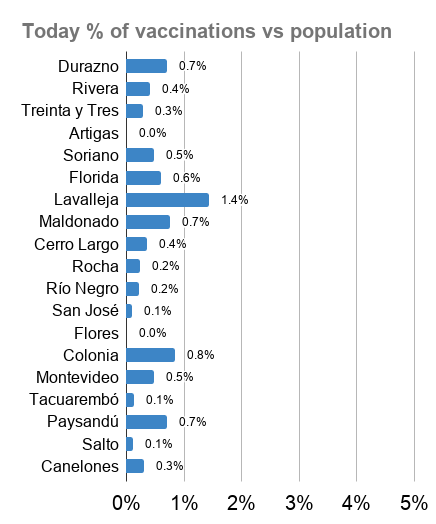 Today % of vaccinations vs population
Durazno 0.7%
Rivera 0.4%
Treinta y Tres 0.3%
Artigas 0.0%
Soriano 0.5%
Florida 0.6%
Lavalleja 1.4%
Maldonado 0.7%
Cerro Largo 0.4%
Rocha 0.2%
Río Negro 0.2%
San José 0.1%
Flores 0.0%
Colonia 0.8%
Montevideo 0.5%
Tacuarembó 0.1%
Paysandú 0.7%
Salto 0.1%
Canelones 0.3%
0% 1% 2% 3% 4% 5%